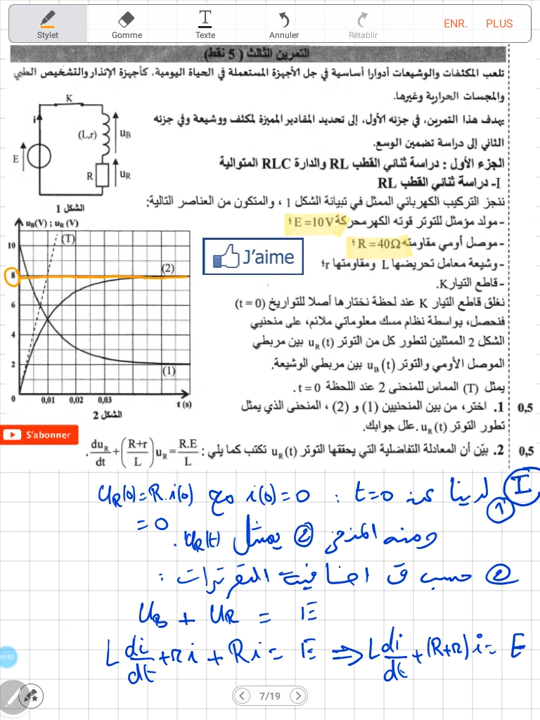 Stylet
Gomme
Texte
Annuler
Rétablir
ENR.
PLUS
التمرين الثالث ( 5 نقط)
تلعب المكثفات والوشيعات أدوارا أساسية في جل الأجهزة المستعملة في الحياة اليومية، كأجهزة الإنذار والتشخيص الطبي
والمجسات الحرارية وغيرها.
يهدف هذا التمرين، في جزئه الأول، إلى تحديد المقادير المميزة لمكثف ووشيعة وفي جزئه
الثاني إلى دراسة تضمين الوسع.
الجزء الأول : دراسة ثنائي القطب RL والدارة RLC المتوالية
I- دراسة ثنائي القطب RL
ننجز التركيب الكهربائي الممثل في تبيانة الشكل 1 ، والمتكون من العناصر التالية:
- مولد مؤمثل للتوتر قوته الكهرمحركة E=10V ؛
- موصل أومي مقاومته R=40Ω ؛
- وشيعة معامل تحريضها L ومقاومتها r ؛
- قاطع التيار K.
نغلق قاطع التيار K عند لحظة نختارها أصلا للتواريخ (t=0)
فنحصل، بواسطة نظام مسك معلوماتي ملائم، على منحنيي
الشكل 2 الممثلين لتطور كل من التوتر uR(t) بين مربطي
الموصل الأومي والتوتر uB(t) بين مربطي الوشيعة.
يمثل (T) المماس للمنحنى 2 عند اللحظة t=0 .
0,5 1. اختر، من بين المنحنيين (1) و (2) ، المنحنى الذي يمثل
تطور التوتر uR(t). علل جوابك.
0,5 2. بيّن أن المعادلة التفاضلية التي يحققها التوتر uR(t) تكتب كما يلي : duR/dt + ((R+r)/L) uR = R.E/L .
K
i
(L,r)
uB
E
R
uR
الشكل 1
uB(V) ; uR(V)
(T)
10
8
6
4
2
0
(2)
(1)
0,01
0,02
0,03
t (s)
الشكل 2
J'aime
S'abonner
I 1) لدينا عند t=0 : i(0)=0 مع UR(0)=R.i(0)
=0
ومنه المنحنى 2 يمثل UR(t).
2 حسب ق اضافية التوترات :
UB + UR = E
L di/dt + ri + Ri = E ⇒ L di/dt + (R+r)i = E
7/19